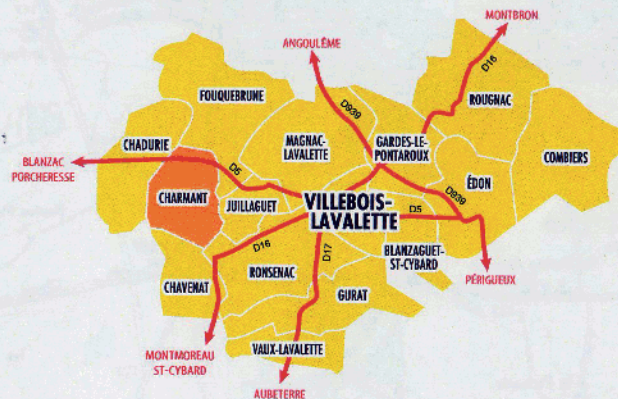 MONTBRON
ANGOULÊME
D16
FOUQUEBRUNE
ROUGNAC
D939
CHADURIE
MAGNAC-
LAVALETTE
GARDES-LE-
PONTAROUX
COMBIERS
BLANZAC
PORCHERESSE
D5
ÉDON
CHARMANT
JUILLAGUET
VILLEBOIS-
LAVALETTE
D939
D5
D16
D17
BLANZAGUET-
ST-CYBARD
CHAVENAT
RONSENAC
GURAT
PÉRIGUEUX
VAUX-LAVALETTE
MONTMOREAU
ST-CYBARD
AUBETERRE